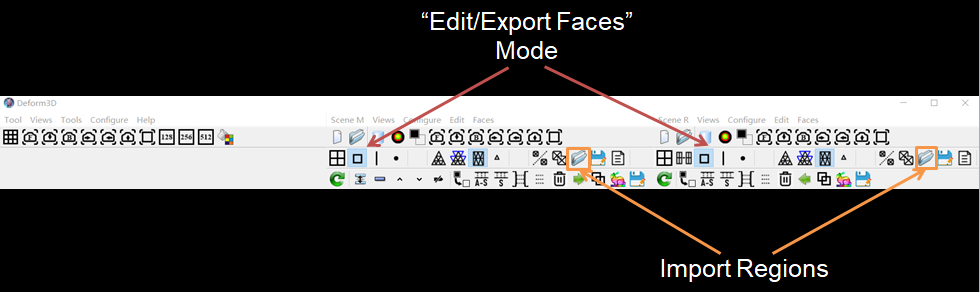 “Edit/Export Faces”
Mode
Deform3D
Tool Views Tools Configure Help
Scene M Views Configure Edit Faces
Scene R Views Configure Edit Faces
F T B 128 256 512
A-S S
A-S S
Import Regions